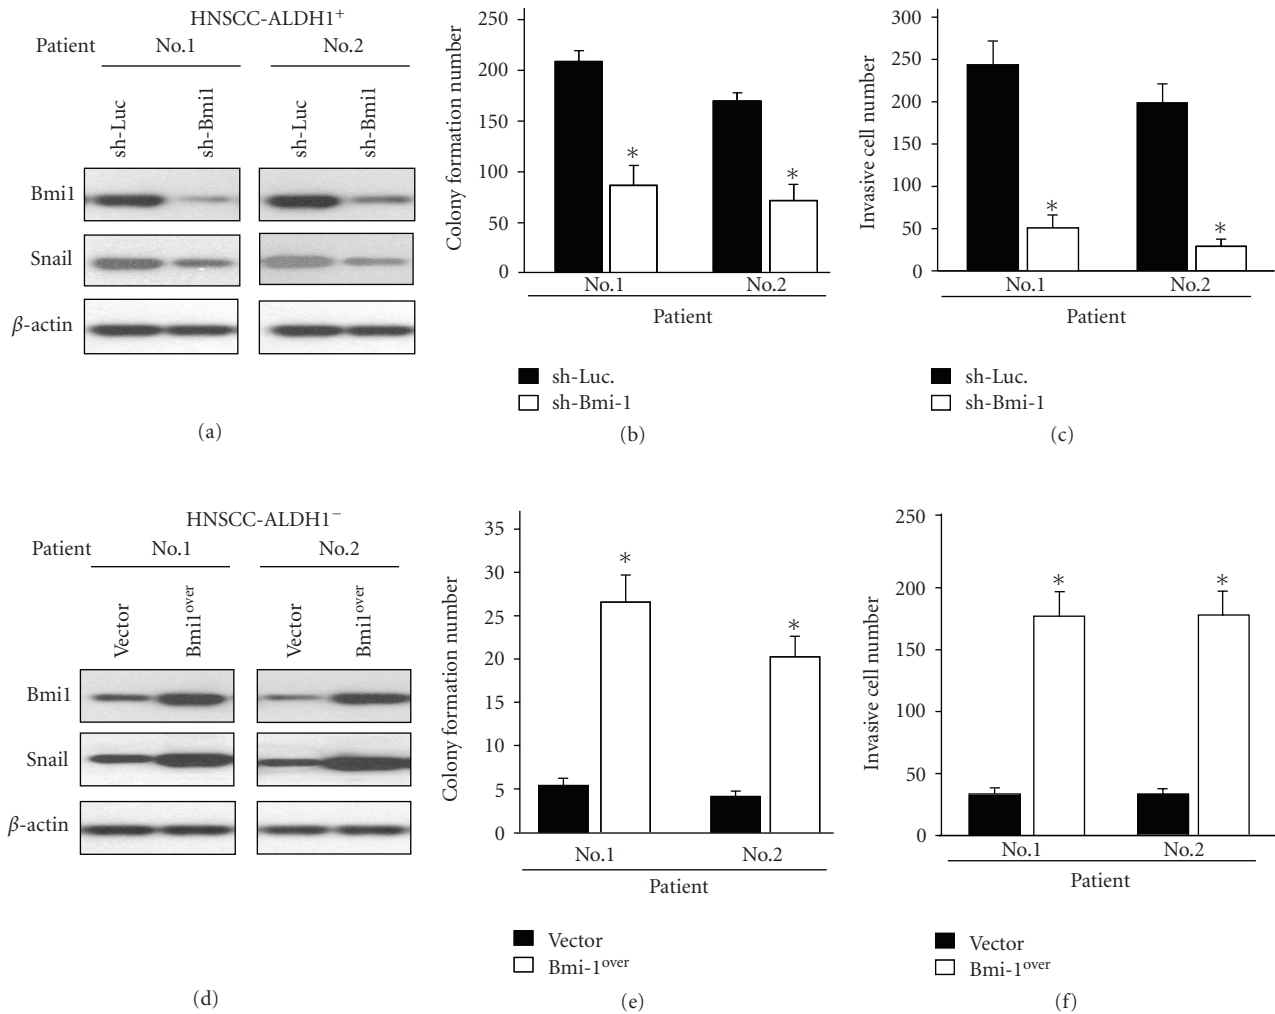 HNSCC-ALDH1+
Patient No.1 No.2
sh-Luc sh-Bmi1 sh-Luc sh-Bmi1
Bmi1
Snail
β-actin
(a)
Colony formation number
250
200
150
100
50
0
* *
No.1 No.2
Patient
sh-Luc.
sh-Bmi-1
(b)
Invasive cell number
300
250
200
150
100
50
0
* *
No.1 No.2
Patient
sh-Luc.
sh-Bmi-1
(c)
HNSCC-ALDH1−
Patient No.1 No.2
Vector Bmi1over Vector Bmi1over
Bmi1
Snail
β-actin
(d)
Colony formation number
35
30
25
20
15
10
5
0
* *
No.1 No.2
Patient
Vector
Bmi-1over
(e)
Invasive cell number
250
200
150
100
50
0
* *
No.1 No.2
Patient
Vector
Bmi-1over
(f)